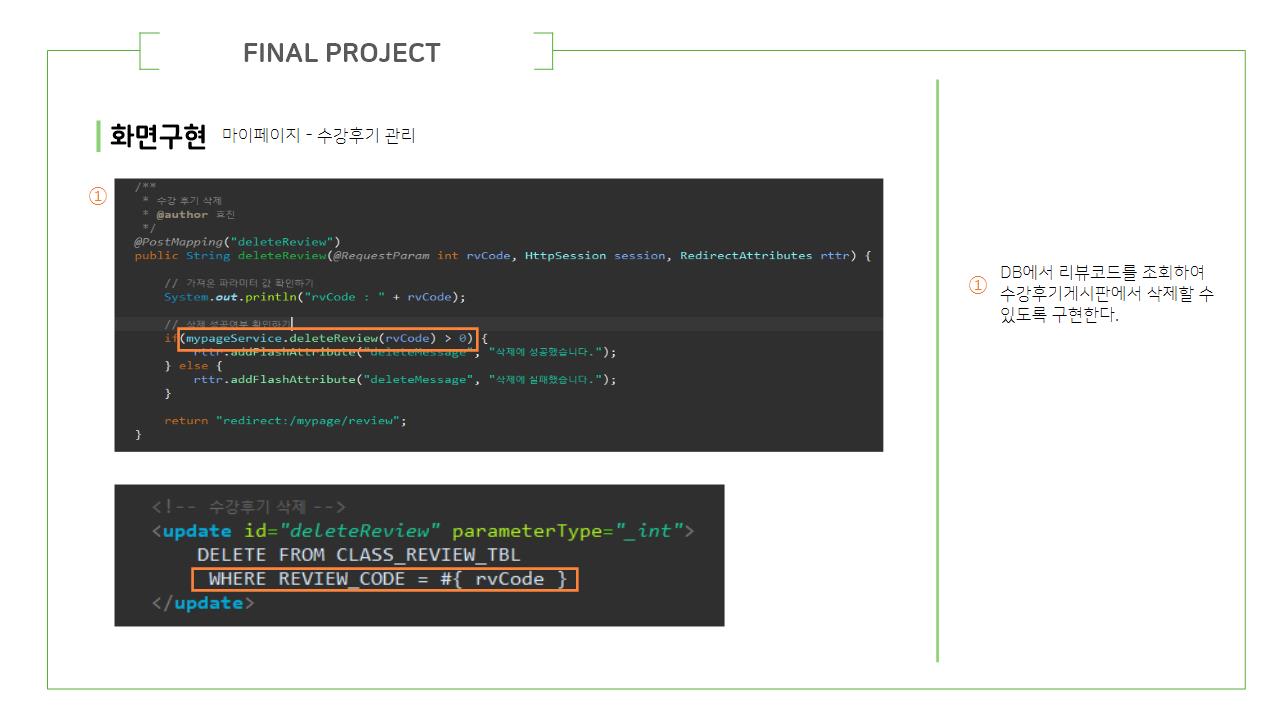 FINAL PROJECT
화면구현 마이페이지 - 수강후기 관리
①
/**
* 수강 후기 삭제
* @author 효진
*/
@PostMapping("deleteReview")
public String deleteReview(@RequestParam int rvCode, HttpSession session, RedirectAttributes rttr) {
// 가져온 파라미터 값 확인하기
System.out.println("rvCode : " + rvCode);
// 삭제 성공여부 확인하기
if(mypageService.deleteReview(rvCode) > 0) {
rttr.addFlashAttribute("deleteMessage", "삭제에 성공했습니다.");
} else {
rttr.addFlashAttribute("deleteMessage", "삭제에 실패했습니다.");
}
return "redirect:/mypage/review";
}
<!-- 수강후기 삭제 -->
<update id="deleteReview" parameterType="_int">
DELETE FROM CLASS_REVIEW_TBL
WHERE REVIEW_CODE = #{ rvCode }
</update>
① DB에서 리뷰코드를 조회하여
수강후기게시판에서 삭제할 수
있도록 구현한다.